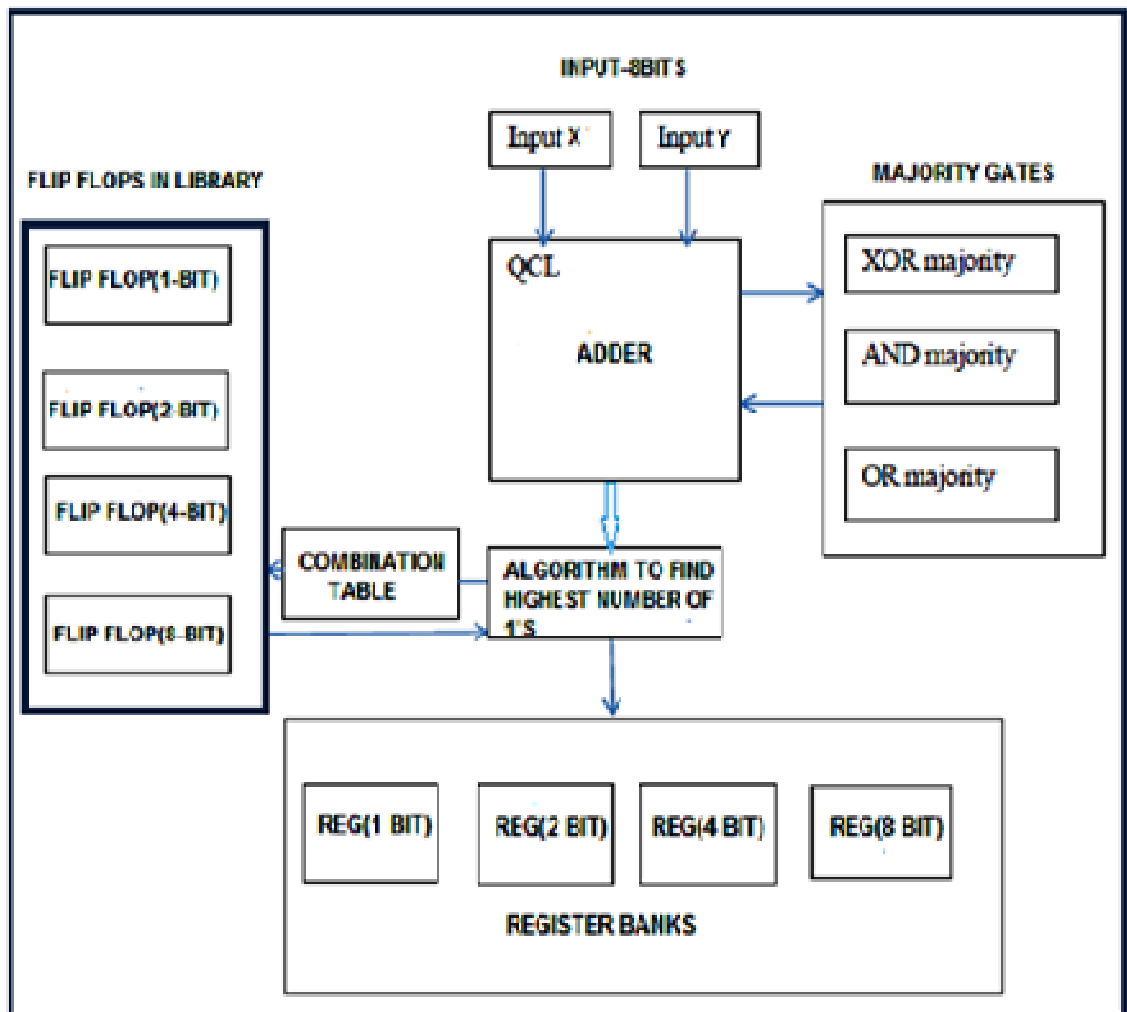 INPUT-8BITS
Input X
Input Y
FLIP FLOPS IN LIBRARY
MAJORITY GATES
FLIP FLOP(1-BIT)
FLIP FLOP(2-BIT)
FLIP FLOP(4-BIT)
FLIP FLOP(8-BIT)
QCL
ADDER
XOR majority
AND majority
OR majority
COMBINATION
TABLE
ALGORITHM TO FIND
HIGHEST NUMBER OF
1'S
REG(1 BIT)
REG(2 BIT)
REG(4 BIT)
REG(8 BIT)
REGISTER BANKS